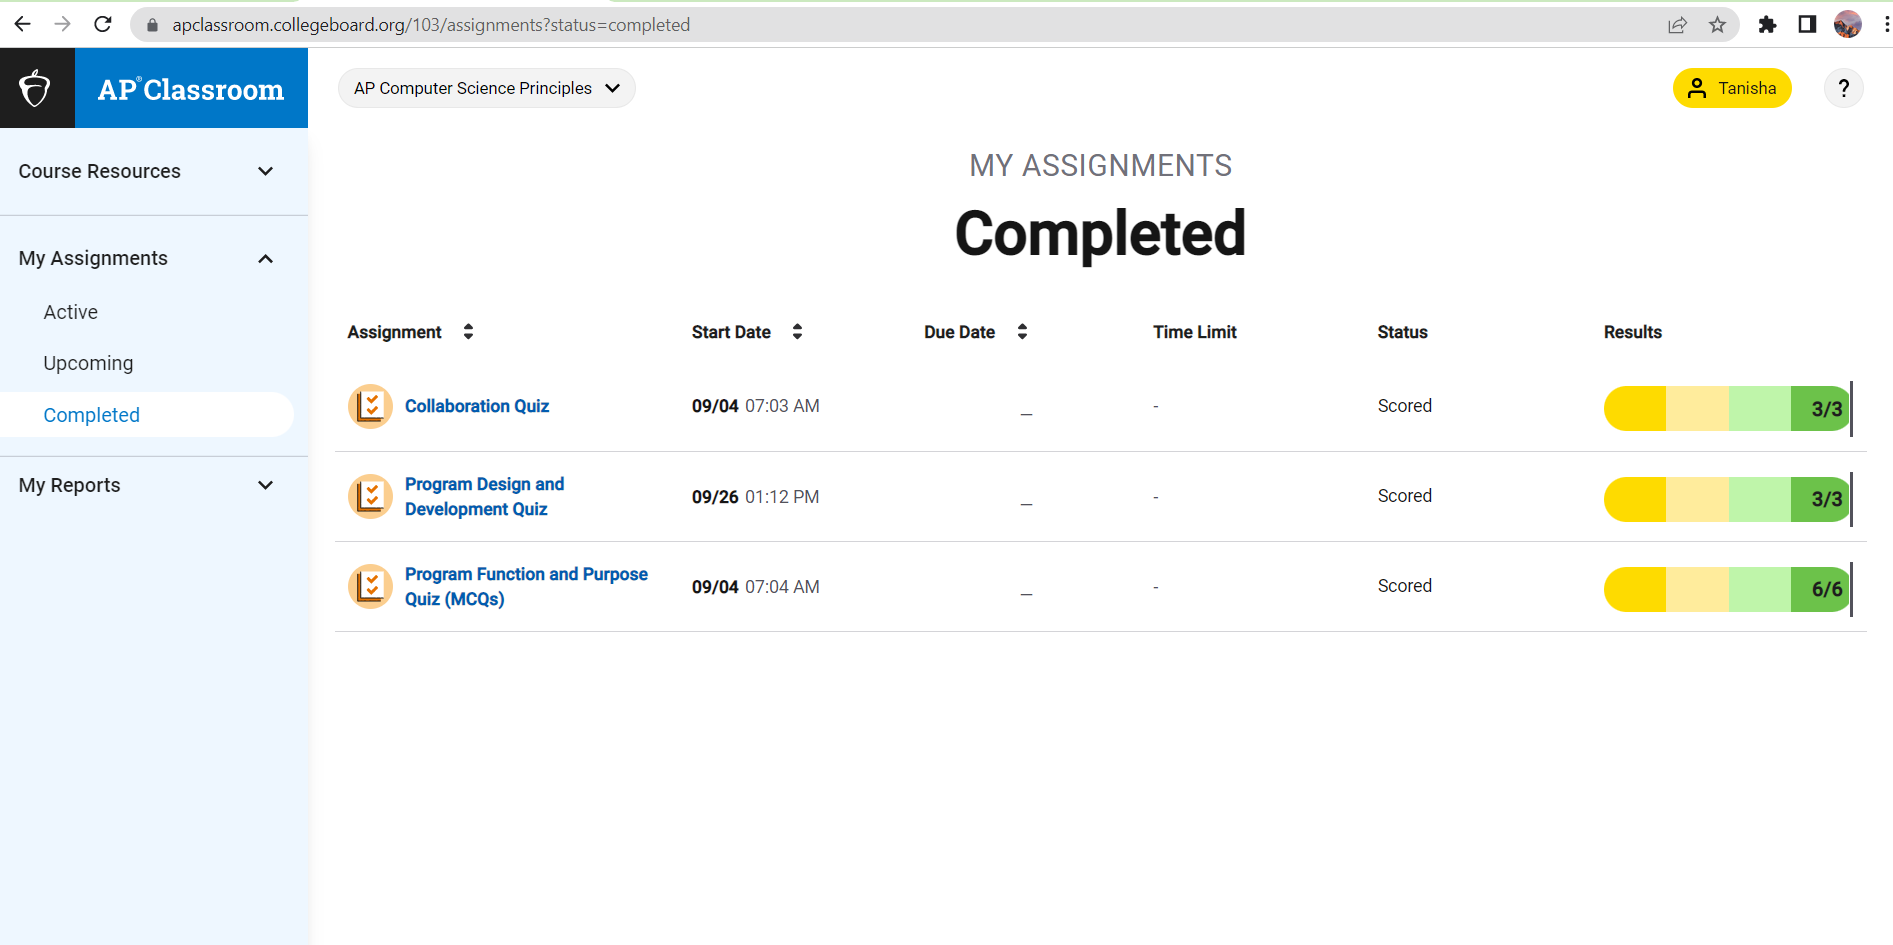 apclassroom.collegeboard.org/103/assignments?status=completed
AP® Classroom
AP Computer Science Principles
Tanisha
?
Course Resources
My Assignments
Active
Upcoming
Completed
My Reports
MY ASSIGNMENTS
Completed
Assignment Start Date Due Date Time Limit Status Results
Collaboration Quiz 09/04 07:03 AM _ - Scored 3/3
Program Design and
Development Quiz 09/26 01:12 PM _ - Scored 3/3
Program Function and Purpose
Quiz (MCQs) 09/04 07:04 AM _ - Scored 6/6